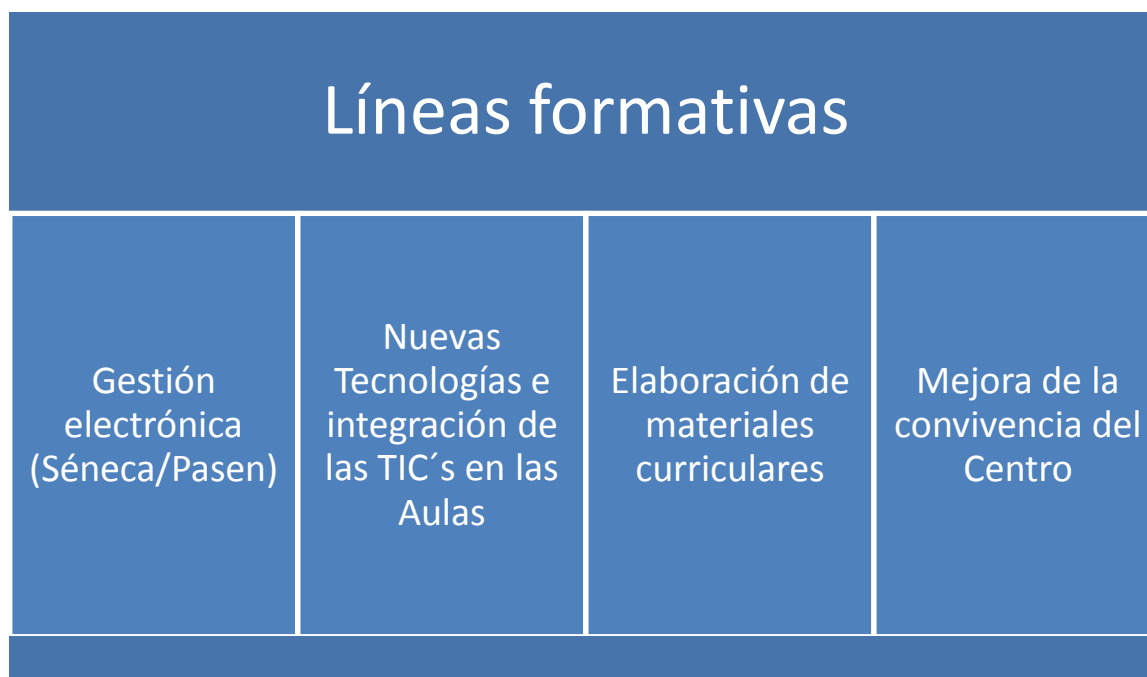 Líneas formativas
Gestión
electrónica
(Séneca/Pasen)
Nuevas
Tecnologías e
integración de
las TIC´s en las
Aulas
Elaboración de
materiales
curriculares
Mejora de la
convivencia del
Centro